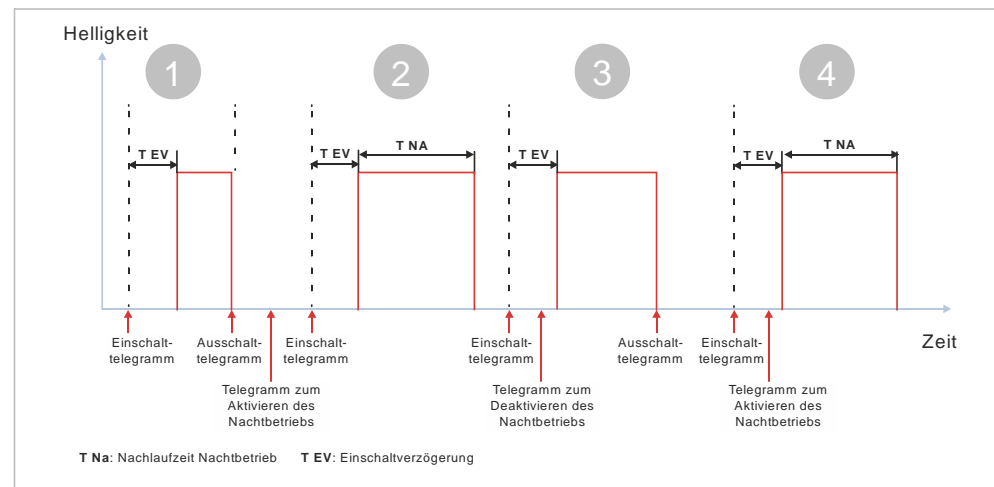 Helligkeit
1 2 3 4
T EV
T EV
T NA
T EV
T EV
T NA
Einschalt-
telegramm
Ausschalt-
telegramm
Telegramm zum
Aktivieren des
Nachtbetriebs
Einschalt-
telegramm
Einschalt-
telegramm
Telegramm zum
Deaktivieren des
Nachtbetriebs
Ausschalt-
telegramm
Einschalt-
telegramm
Telegramm zum
Aktivieren des
Nachtbetriebs
Zeit
T Na: Nachlaufzeit Nachtbetrieb T EV: Einschaltverzögerung